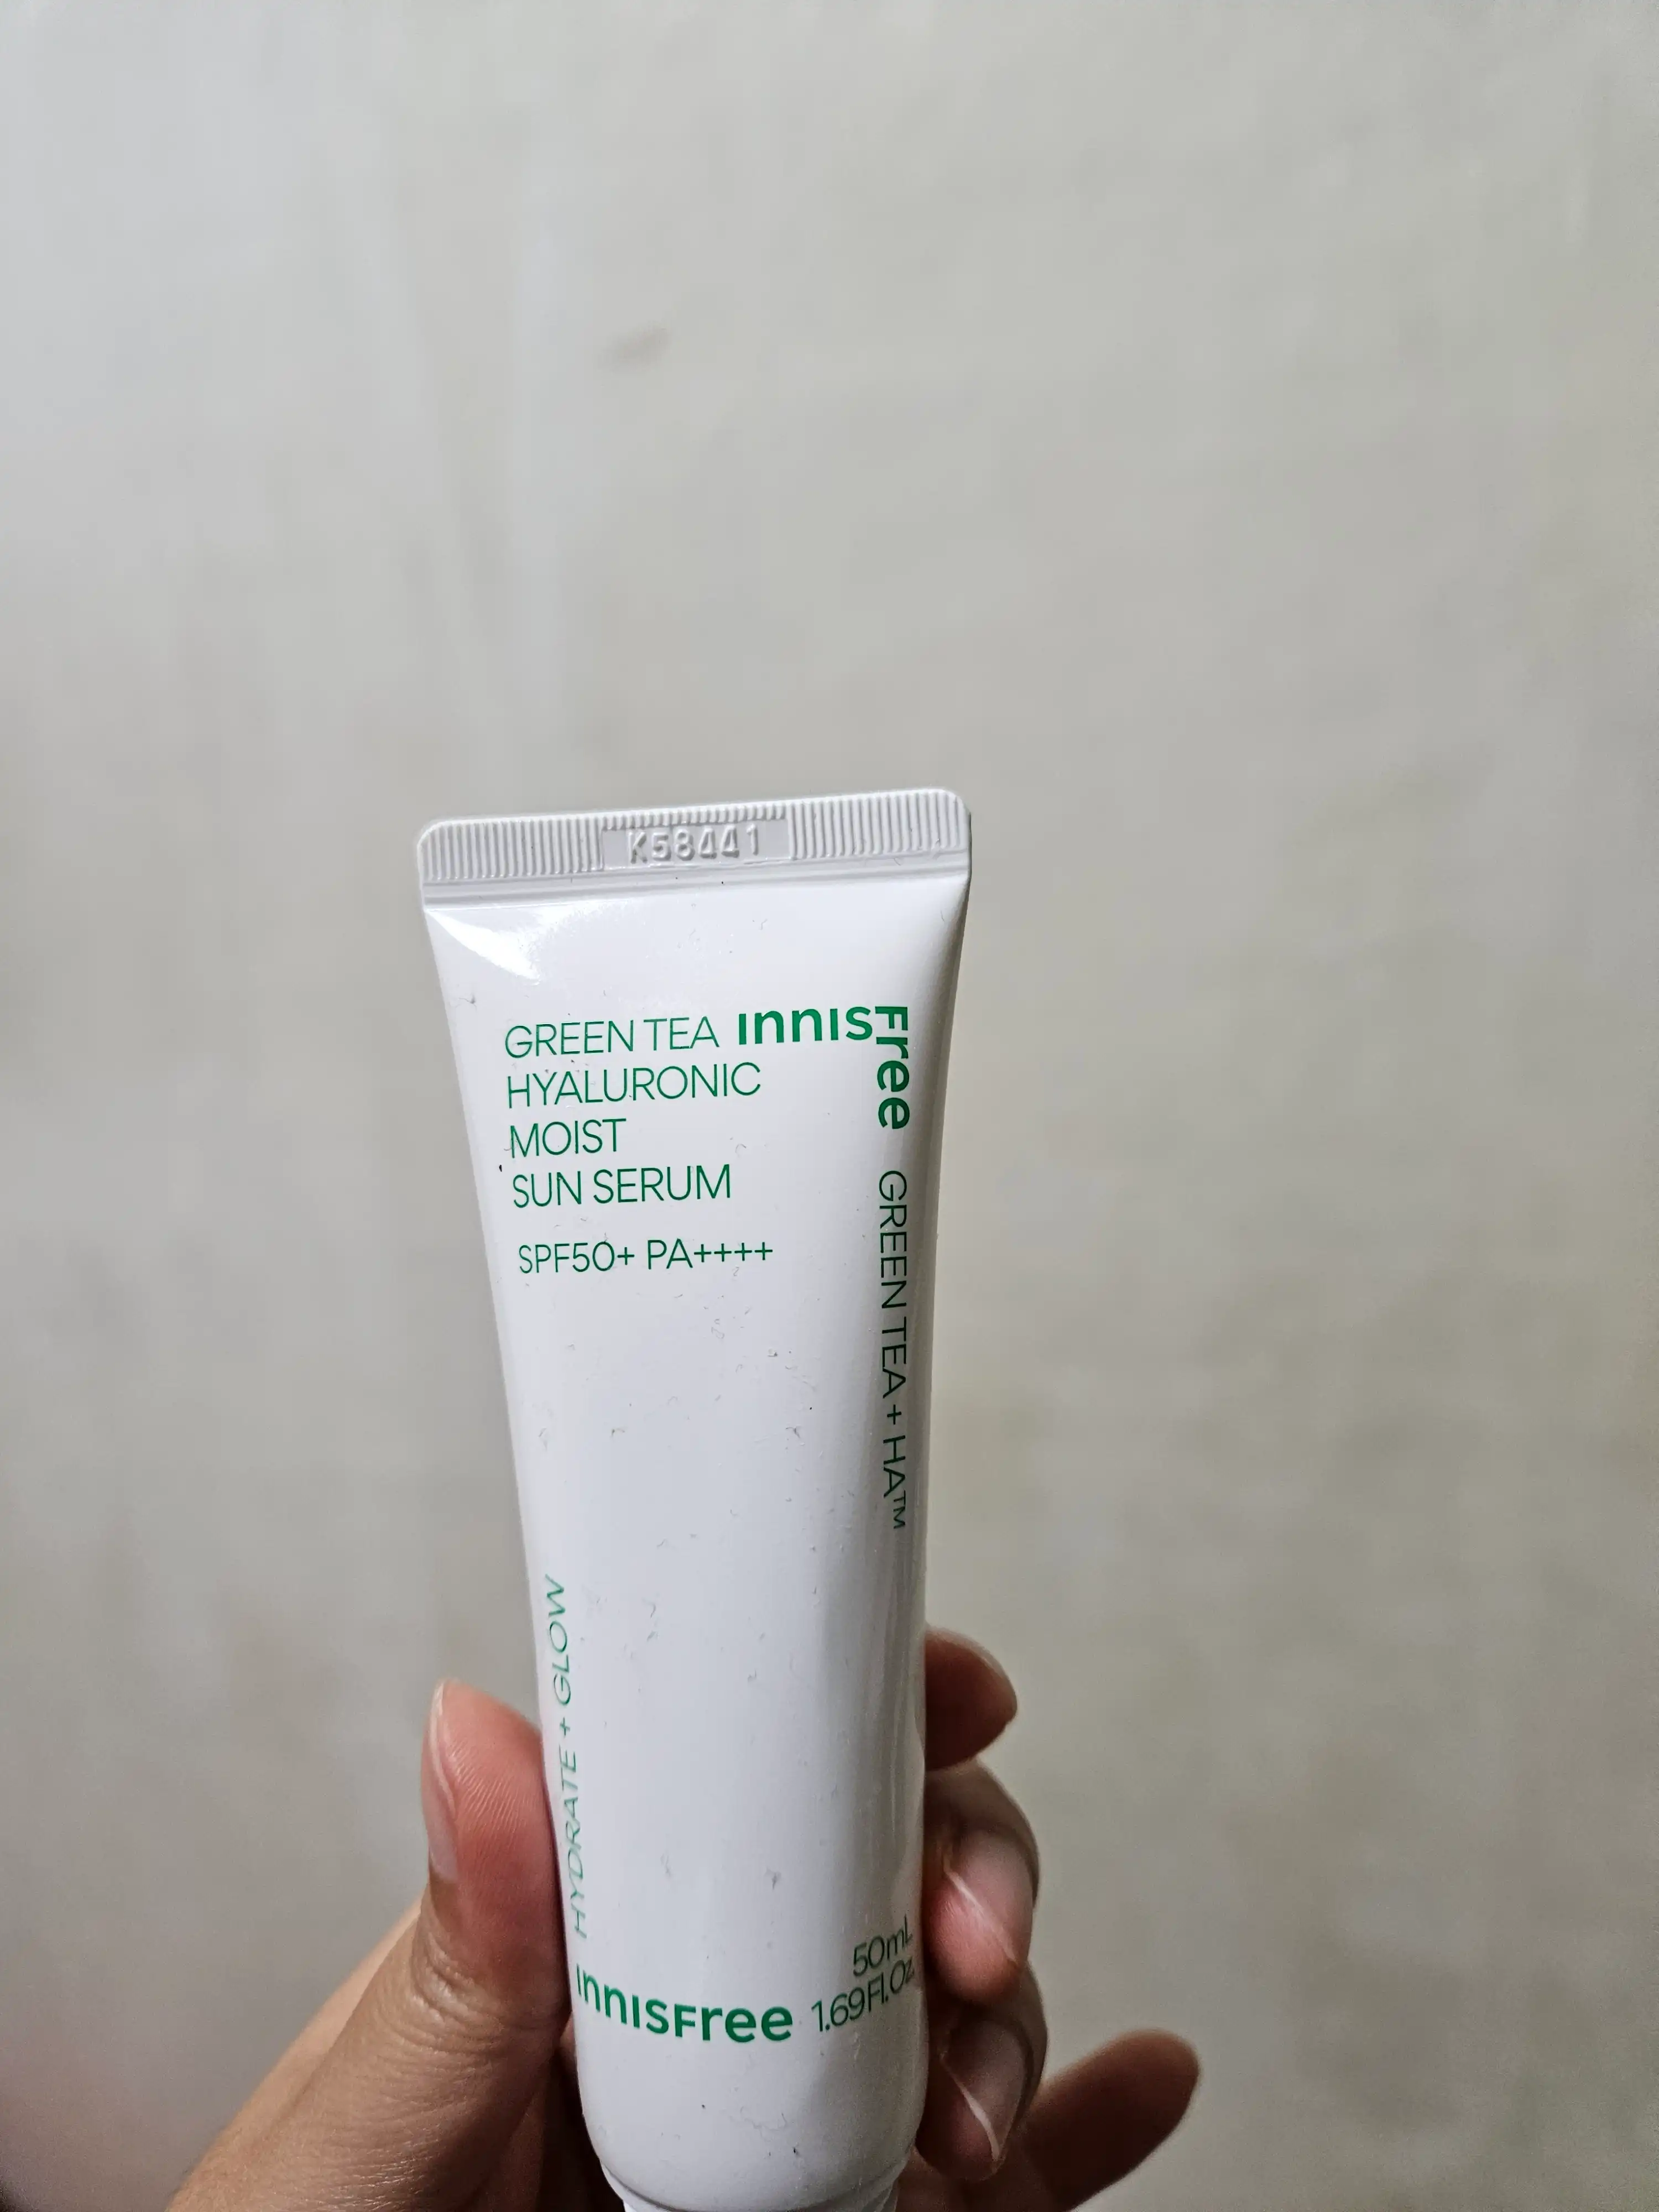 K58441
GREEN TEA
HYALURONIC
MOIST
SUN SERUM
SPF50+ PA++++
innisFree
GREEN TEA + HA™
HYDRATE + GLOW
innisFree
50mL
1.69Fl.Oz.